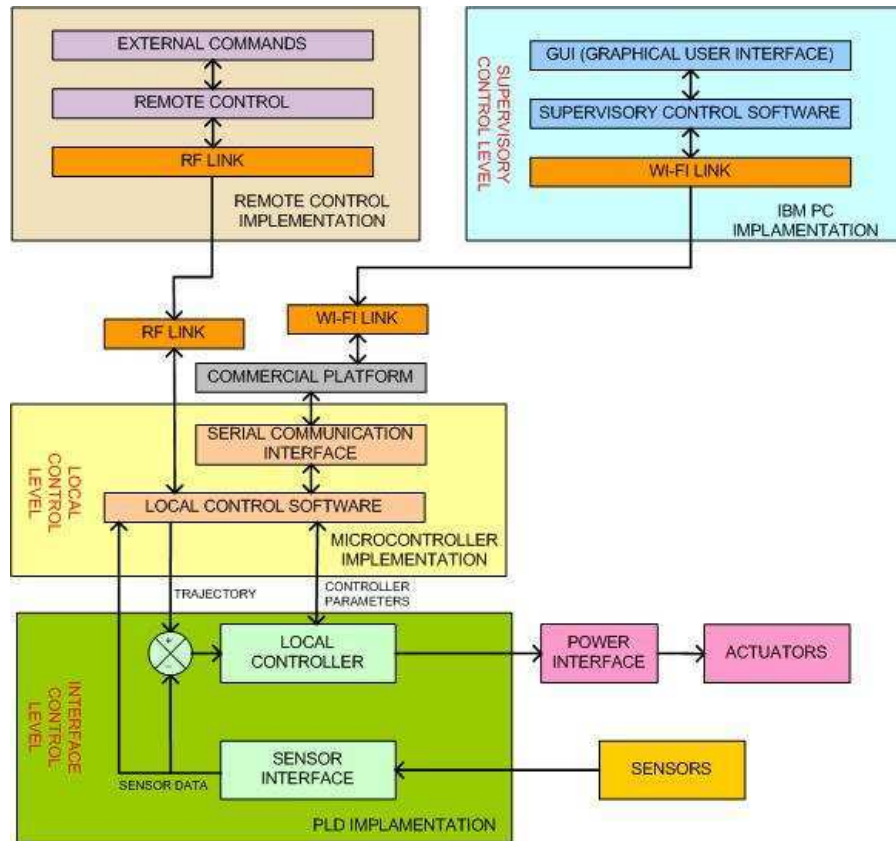 EXTERNAL COMMANDS
REMOTE CONTROL
RF LINK
REMOTE CONTROL
IMPLEMENTATION
SUPERVISORY
CONTROL LEVEL
GUI (GRAPHICAL USER INTERFACE)
SUPERVISORY CONTROL SOFTWARE
WI-FI LINK
IBM PC
IMPLAMENTATION
RF LINK
WI-FI LINK
COMMERCIAL PLATFORM
LOCAL
CONTROL
LEVEL
SERIAL COMMUNICATION
INTERFACE
LOCAL CONTROL SOFTWARE
MICROCONTROLLER
IMPLEMENTATION
TRAJECTORY
CONTROLLER
PARAMETERS
INTERFACE
CONTROL
LEVEL
+
-
LOCAL
CONTROLLER
POWER
INTERFACE
ACTUATORS
SENSOR
INTERFACE
SENSORS
SENSOR DATA
PLD IMPLAMENTATION